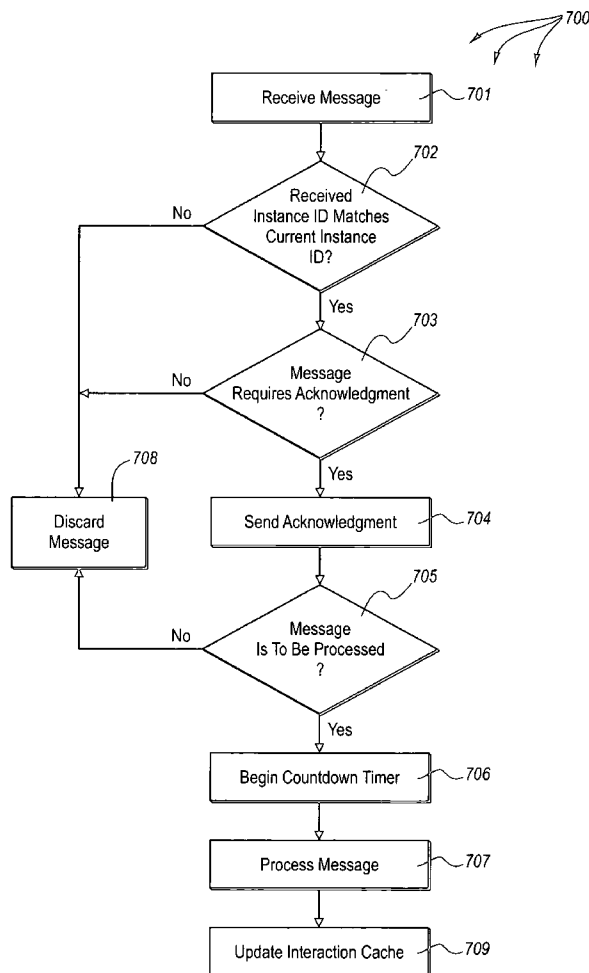 700
Receive Message
701
702
Received
Instance ID Matches
Current Instance
ID?
No
Yes
703
Message
Requires Acknowledgment
?
No
Yes
708
Discard
Message
Send Acknowledgment
704
705
Message
Is To Be Processed
?
No
Yes
Begin Countdown Timer
706
Process Message
707
Update Interaction Cache
709